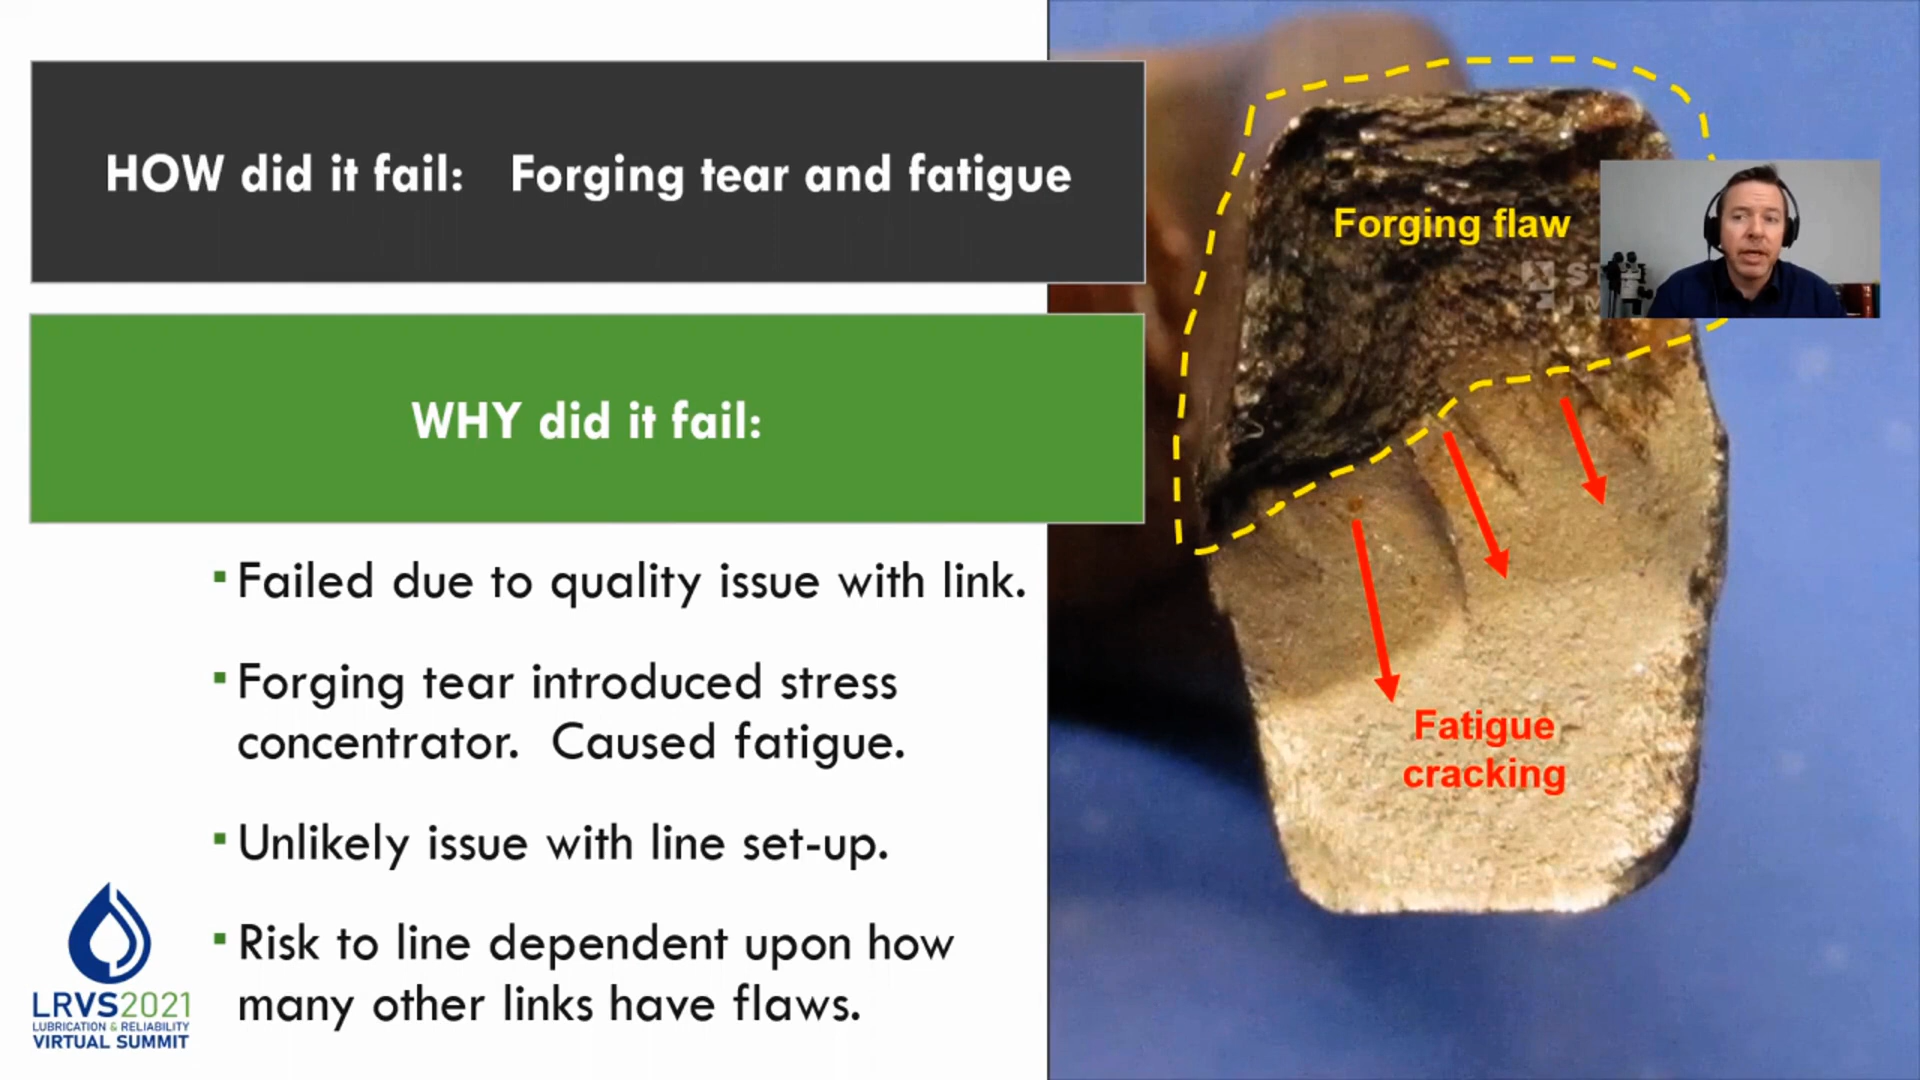 HOW did it fail: Forging tear and fatigue
WHY did it fail:
▪ Failed due to quality issue with link.
▪ Forging tear introduced stress
concentrator. Caused fatigue.
▪ Unlikely issue with line set-up.
▪ Risk to line dependent upon how
many other links have flaws.
Forging flaw
Fatigue
cracking
LRVS2021
LUBRICATION & RELIABILITY
VIRTUAL SUMMIT